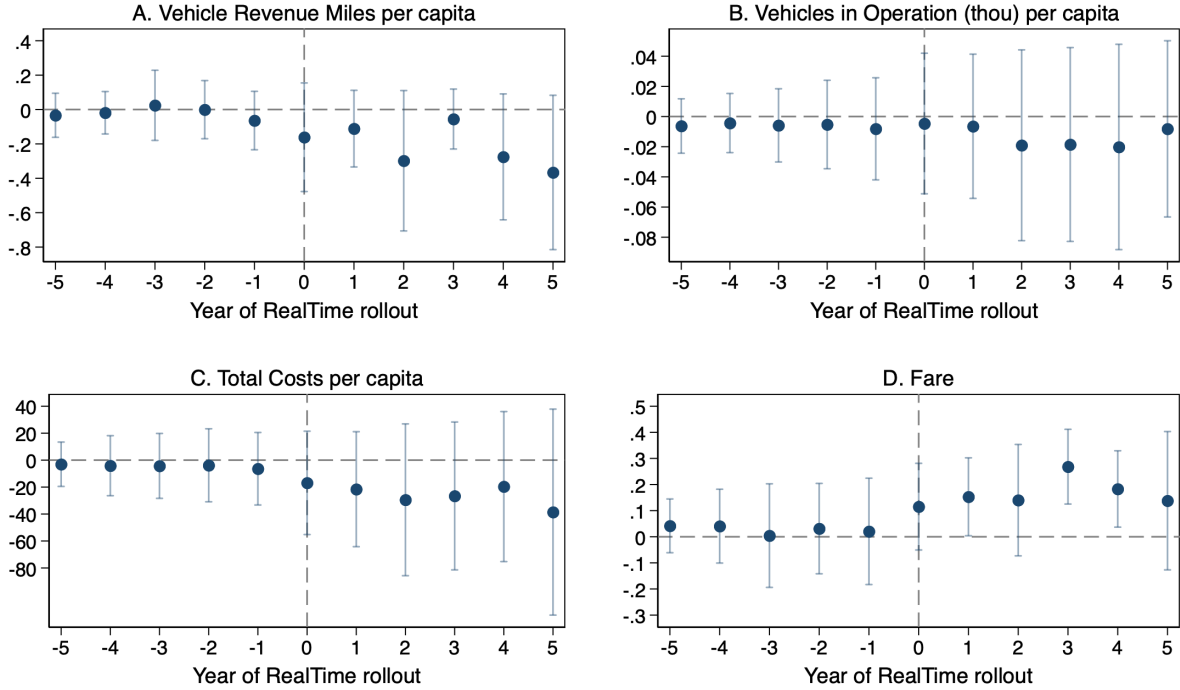 A. Vehicle Revenue Miles per capita
.4
.2
0
-.2
-.4
-.6
-.8
-5 -4 -3 -2 -1 0 1 2 3 4 5
Year of RealTime rollout
B. Vehicles in Operation (thou) per capita
.04
.02
0
-.02
-.04
-.06
-.08
-5 -4 -3 -2 -1 0 1 2 3 4 5
Year of RealTime rollout
C. Total Costs per capita
40
20
0
-20
-40
-60
-80
-5 -4 -3 -2 -1 0 1 2 3 4 5
Year of RealTime rollout
D. Fare
.5
.4
.3
.2
.1
0
-.1
-.2
-.3
-5 -4 -3 -2 -1 0 1 2 3 4 5
Year of RealTime rollout